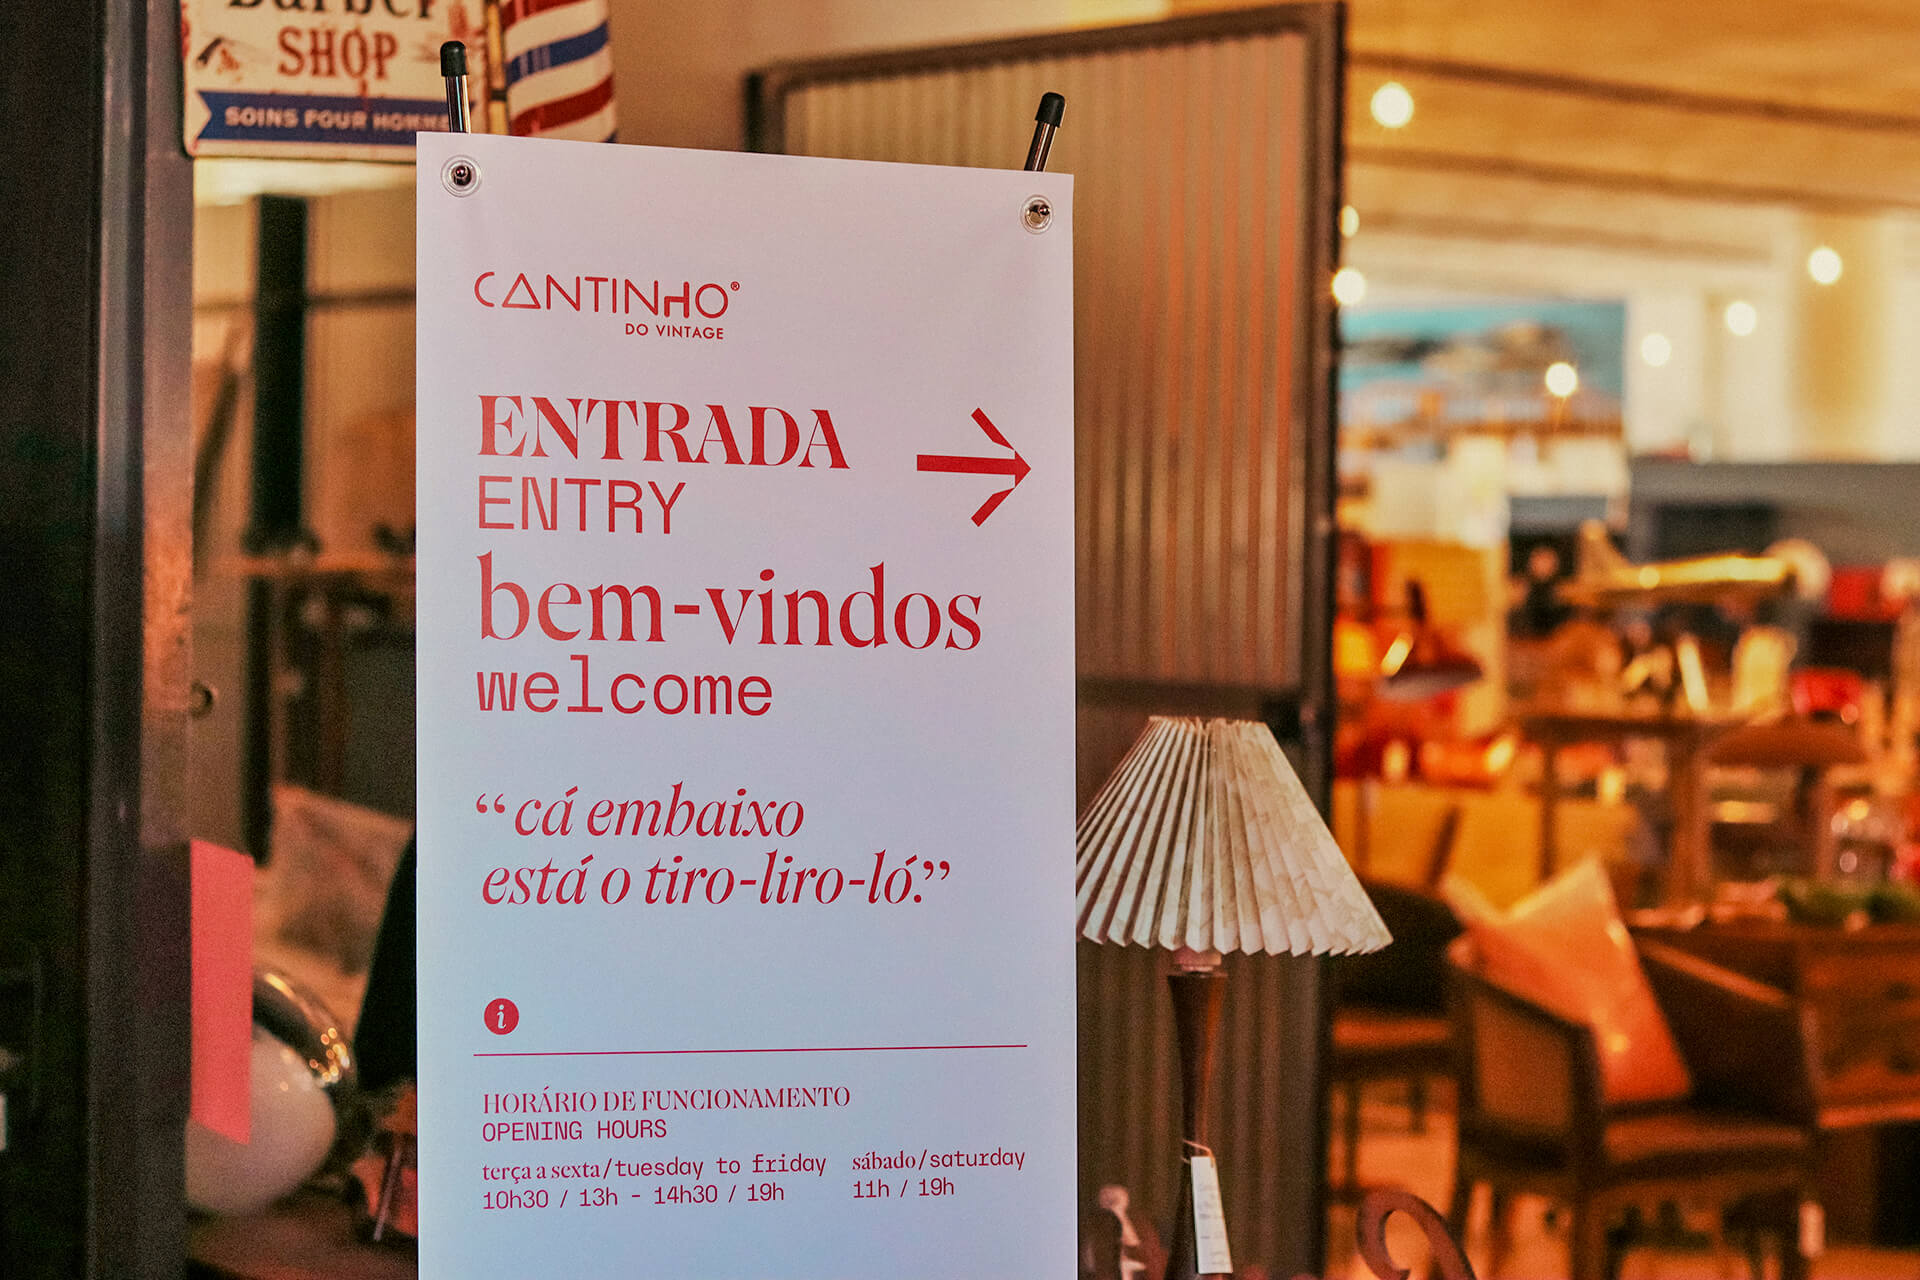 Barber
SHOP
SOINS POUR HOMME
CANTINHO®
DO VINTAGE
ENTRADA
ENTRY
bem-vindos
welcome
“cá embaixo
está o tiro-liro-ló.”
i
HORÁRIO DE FUNCIONAMENTO
OPENING HOURS
terça a sexta/tuesday to friday
10h30 / 13h - 14h30 / 19h
sábado/saturday
11h / 19h